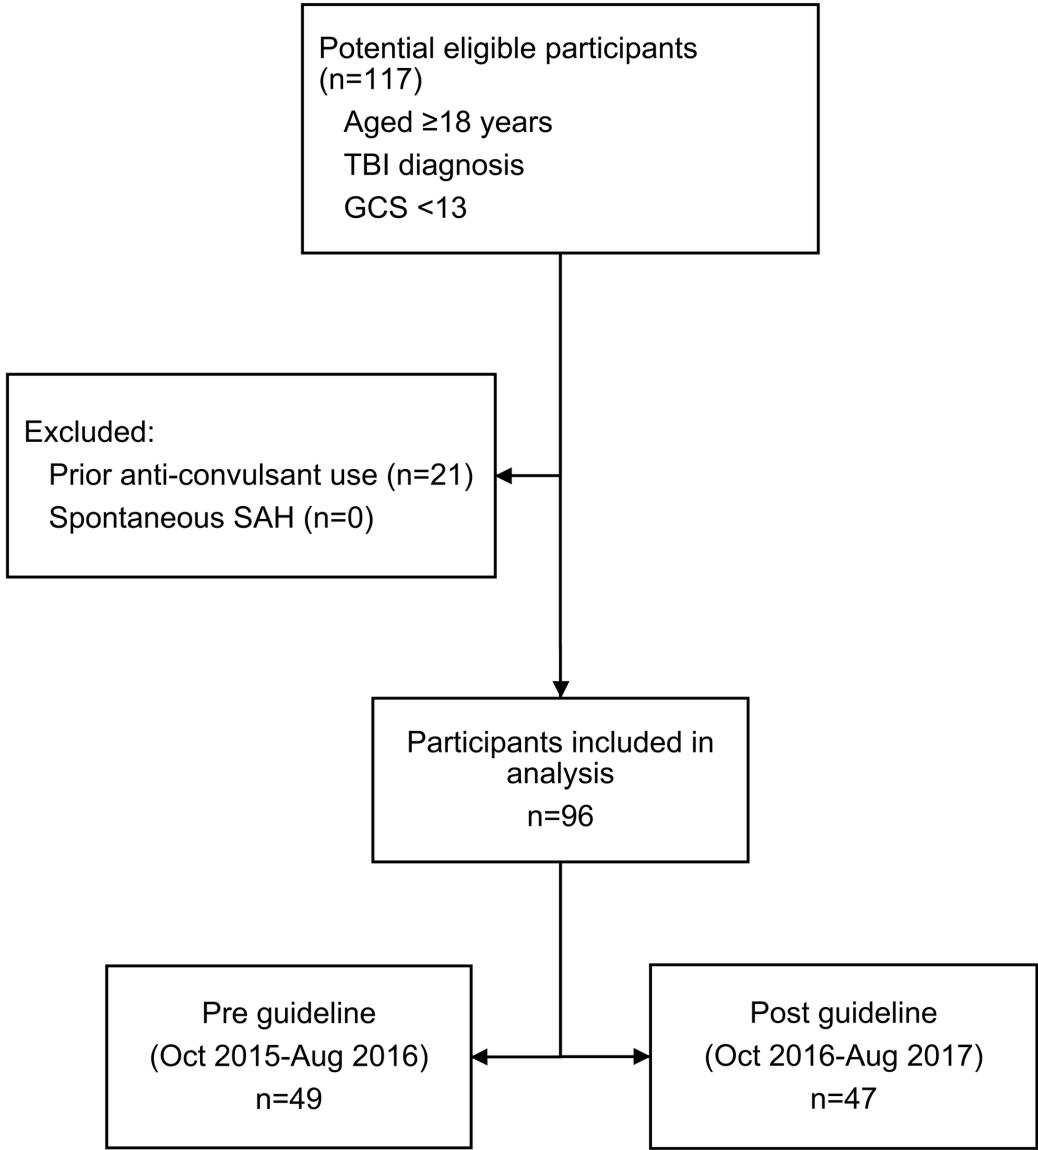 Potential eligible participants
(n=117)
Aged ≥18 years
TBI diagnosis
GCS <13
Excluded:
Prior anti-convulsant use (n=21)
Spontaneous SAH (n=0)
Participants included in
analysis
n=96
Pre guideline
(Oct 2015-Aug 2016)
n=49
Post guideline
(Oct 2016-Aug 2017)
n=47